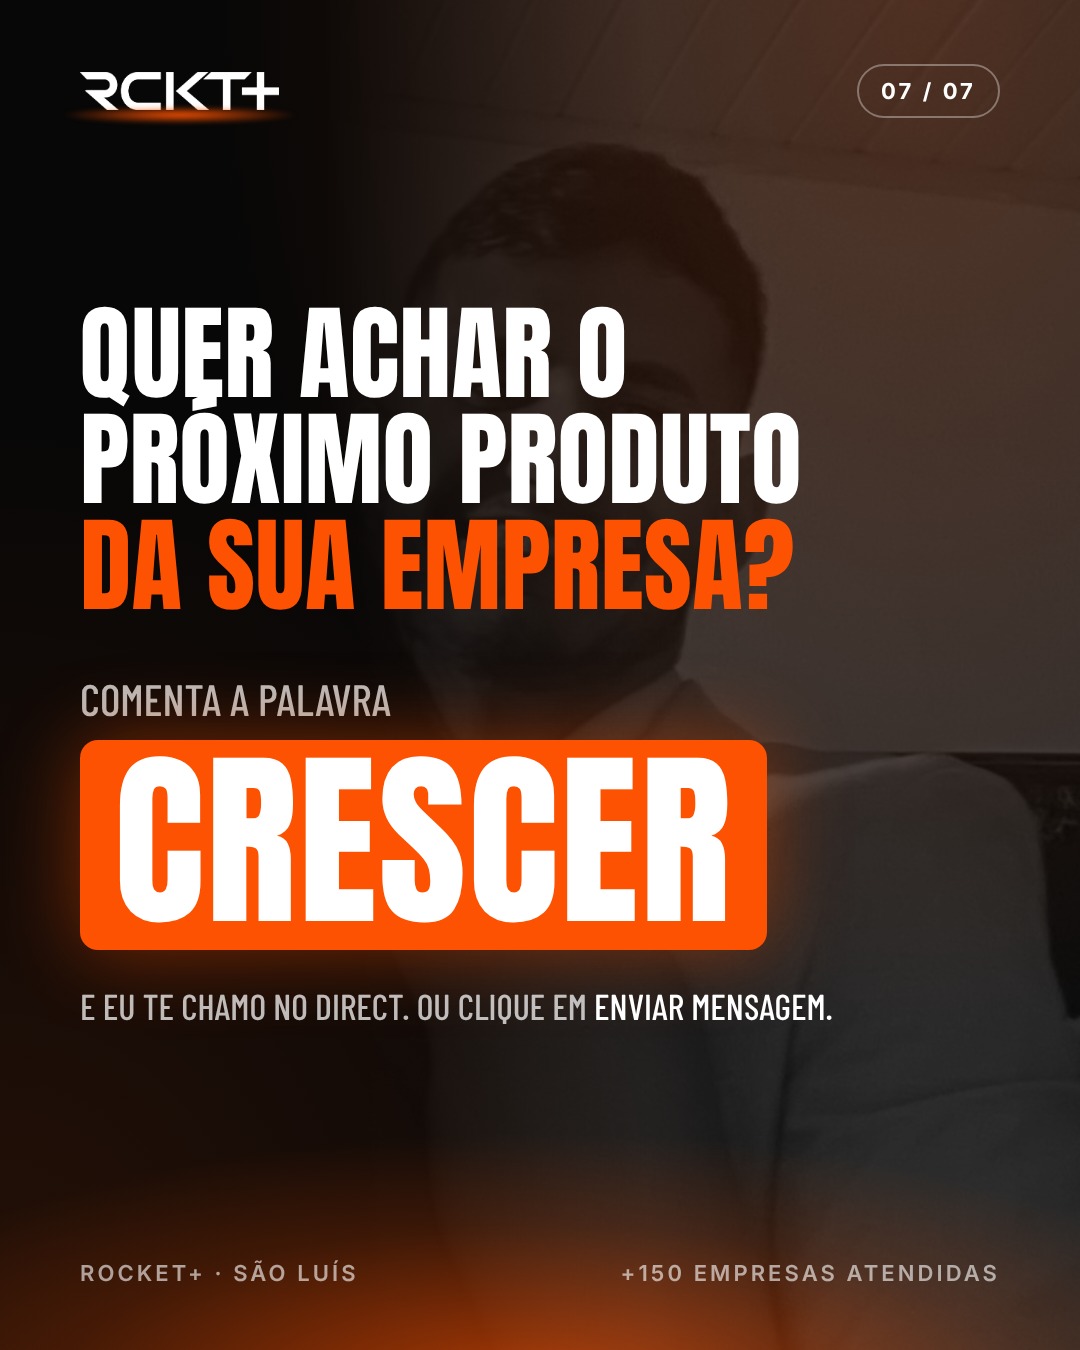 RCKT+
07 / 07
QUER ACHAR O
PRÓXIMO PRODUTO
DA SUA EMPRESA?
COMENTA A PALAVRA
CRESCER
E EU TE CHAMO NO DIRECT. OU CLIQUE EM ENVIAR MENSAGEM.
ROCKET+ · SÃO LUÍS
+150 EMPRESAS ATENDIDAS